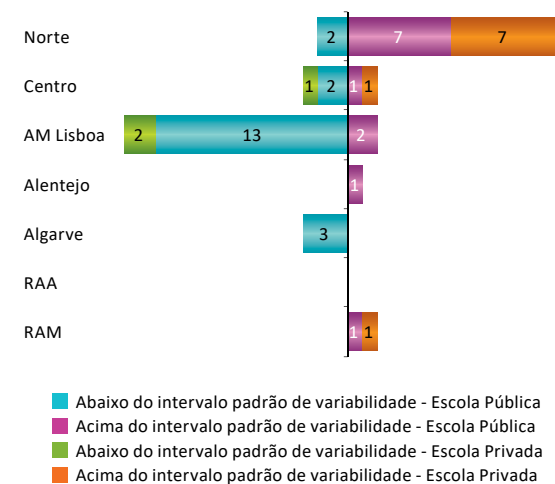 Norte 2 7 7
Centro 1 2 1 1
AM Lisboa 2 13 2
Alentejo 1
Algarve 3
RAA
RAM 1 1
Abaixo do intervalo padrão de variabilidade - Escola Pública
Acima do intervalo padrão de variabilidade - Escola Pública
Abaixo do intervalo padrão de variabilidade - Escola Privada
Acima do intervalo padrão de variabilidade - Escola Privada